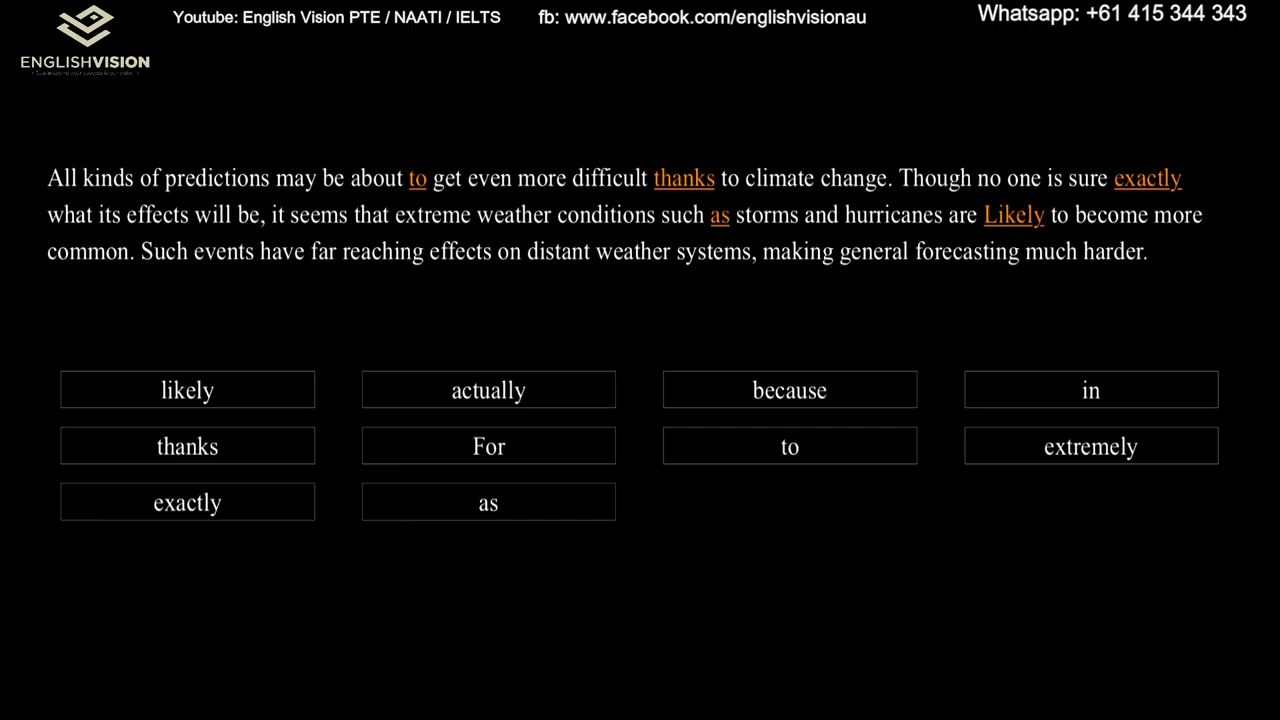 Youtube: English Vision PTE / NAATI / IELTS fb: www.facebook.com/englishvisionau Whatsapp: +61 415 344 343
ENGLISHVISION
All kinds of predictions may be about to get even more difficult thanks to climate change. Though no one is sure exactly
what its effects will be, it seems that extreme weather conditions such as storms and hurricanes are Likely to become more
common. Such events have far reaching effects on distant weather systems, making general forecasting much harder.
likely actually because in
thanks For to extremely
exactly as